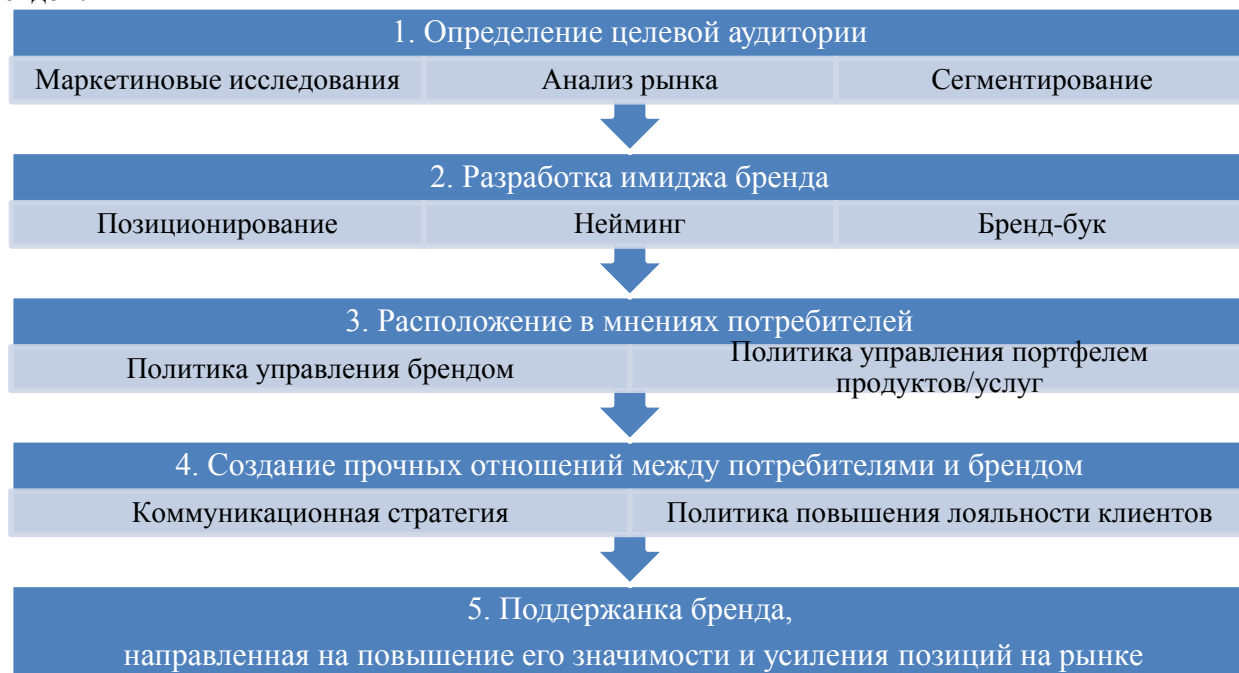 1. Определение целевой аудитории
Маркетиновые исследования
Анализ рынка
Сегментирование
2. Разработка имиджа бренда
Позиционирование
Нейминг
Бренд-бук
3. Расположение в мнениях потребителей
Политика управления брендом
Политика управления портфелем
продуктов/услуг
4. Создание прочных отношений между потребителями и брендом
Коммуникационная стратегия
Политика повышения лояльности клиентов
5. Поддержанка бренда,
направленная на повышение его значимости и усиления позиций на рынке